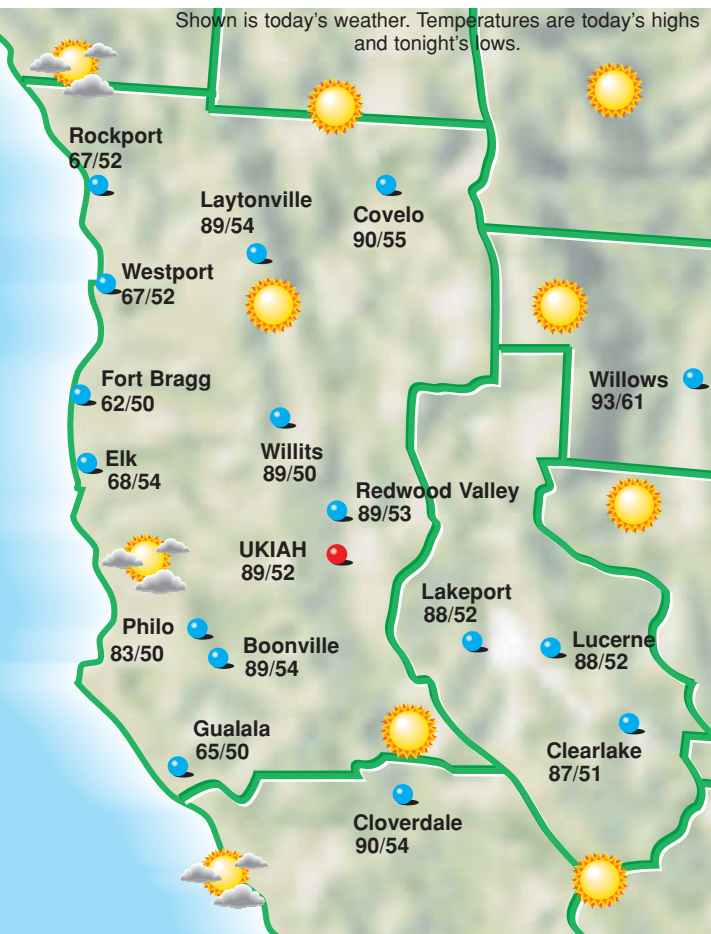 Shown is today's weather. Temperatures are today's highs
and tonight's lows.
Rockport
67/52
Laytonville
89/54
Covelo
90/55
Westport
67/52
Fort Bragg
62/50
Willows
93/61
Elk
68/54
Willits
89/50
Redwood Valley
89/53
UKIAH
89/52
Lakeport
88/52
Philo
83/50
Boonville
89/54
Lucerne
88/52
Gualala
65/50
Clearlake
87/51
Cloverdale
90/54